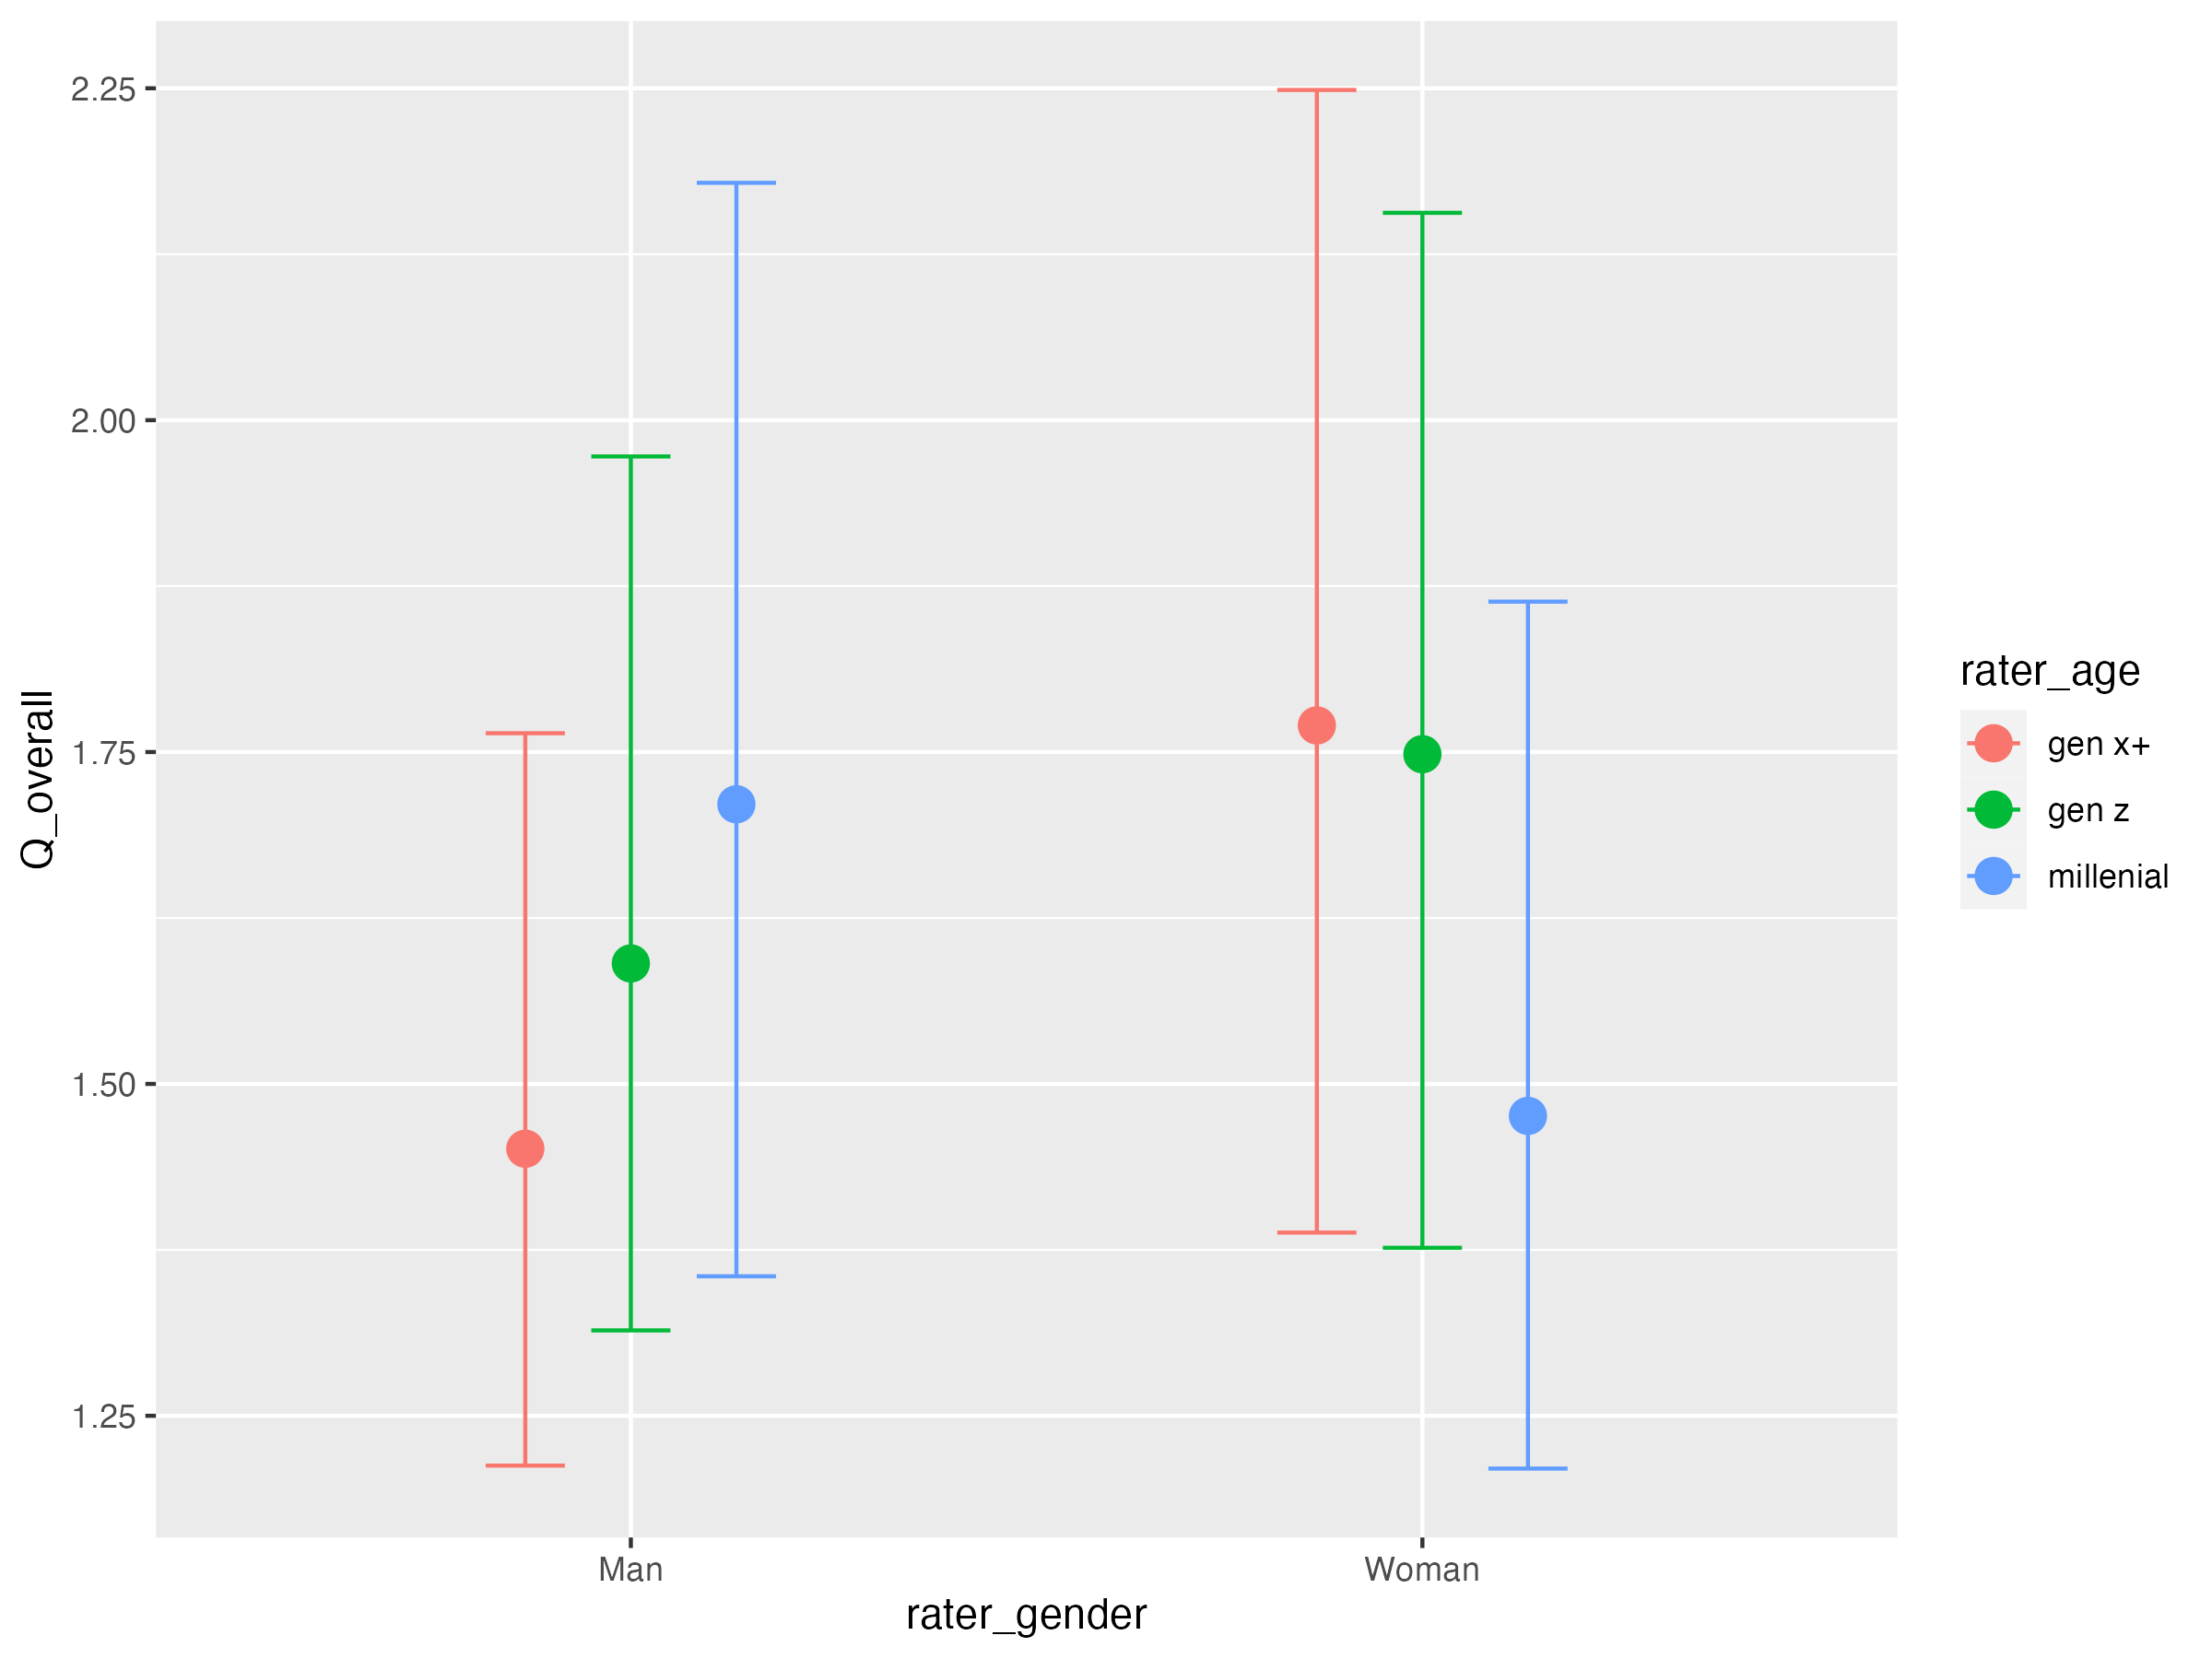 2.25
2.00
1.75
1.50
1.25
Q_overall
Man
Woman
rater_gender
rater_age
gen x+
gen z
millenial